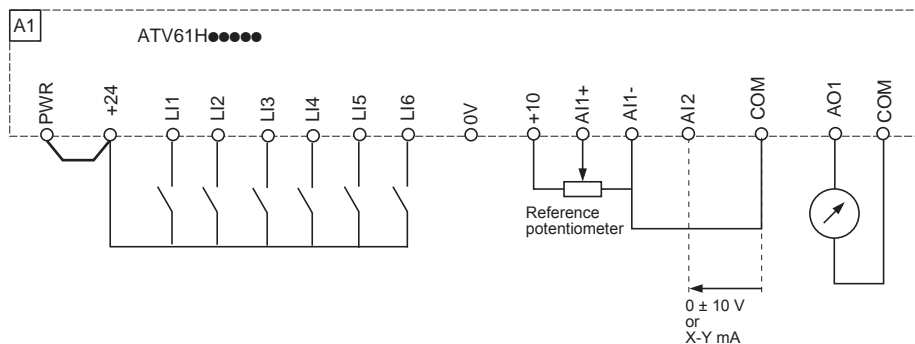 A1
ATV61H●●●●●
PWR
+24
LI1
LI2
LI3
LI4
LI5
LI6
0V
+10
AI1+
AI1-
AI2
COM
AO1
COM
Reference
potentiometer
0 ± 10 V
or
X-Y mA